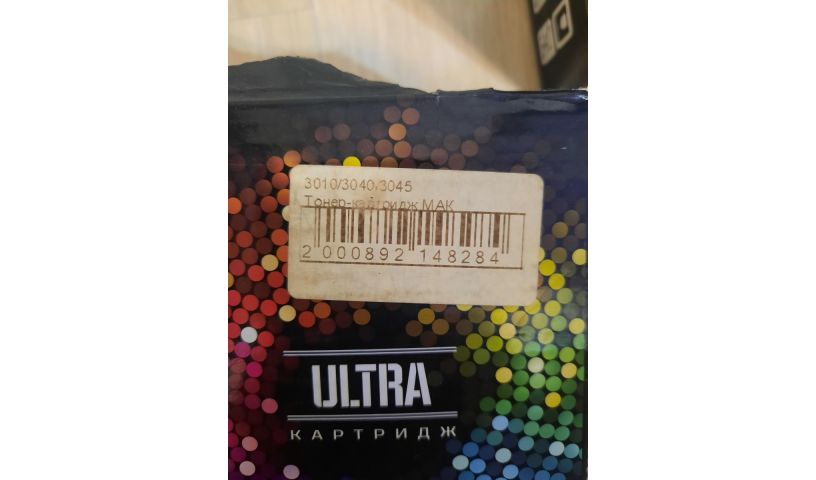 3010/3040/3045
Тонер-картридж МАК
2 000892 148284
ULTRA
КАРТРИДЖ